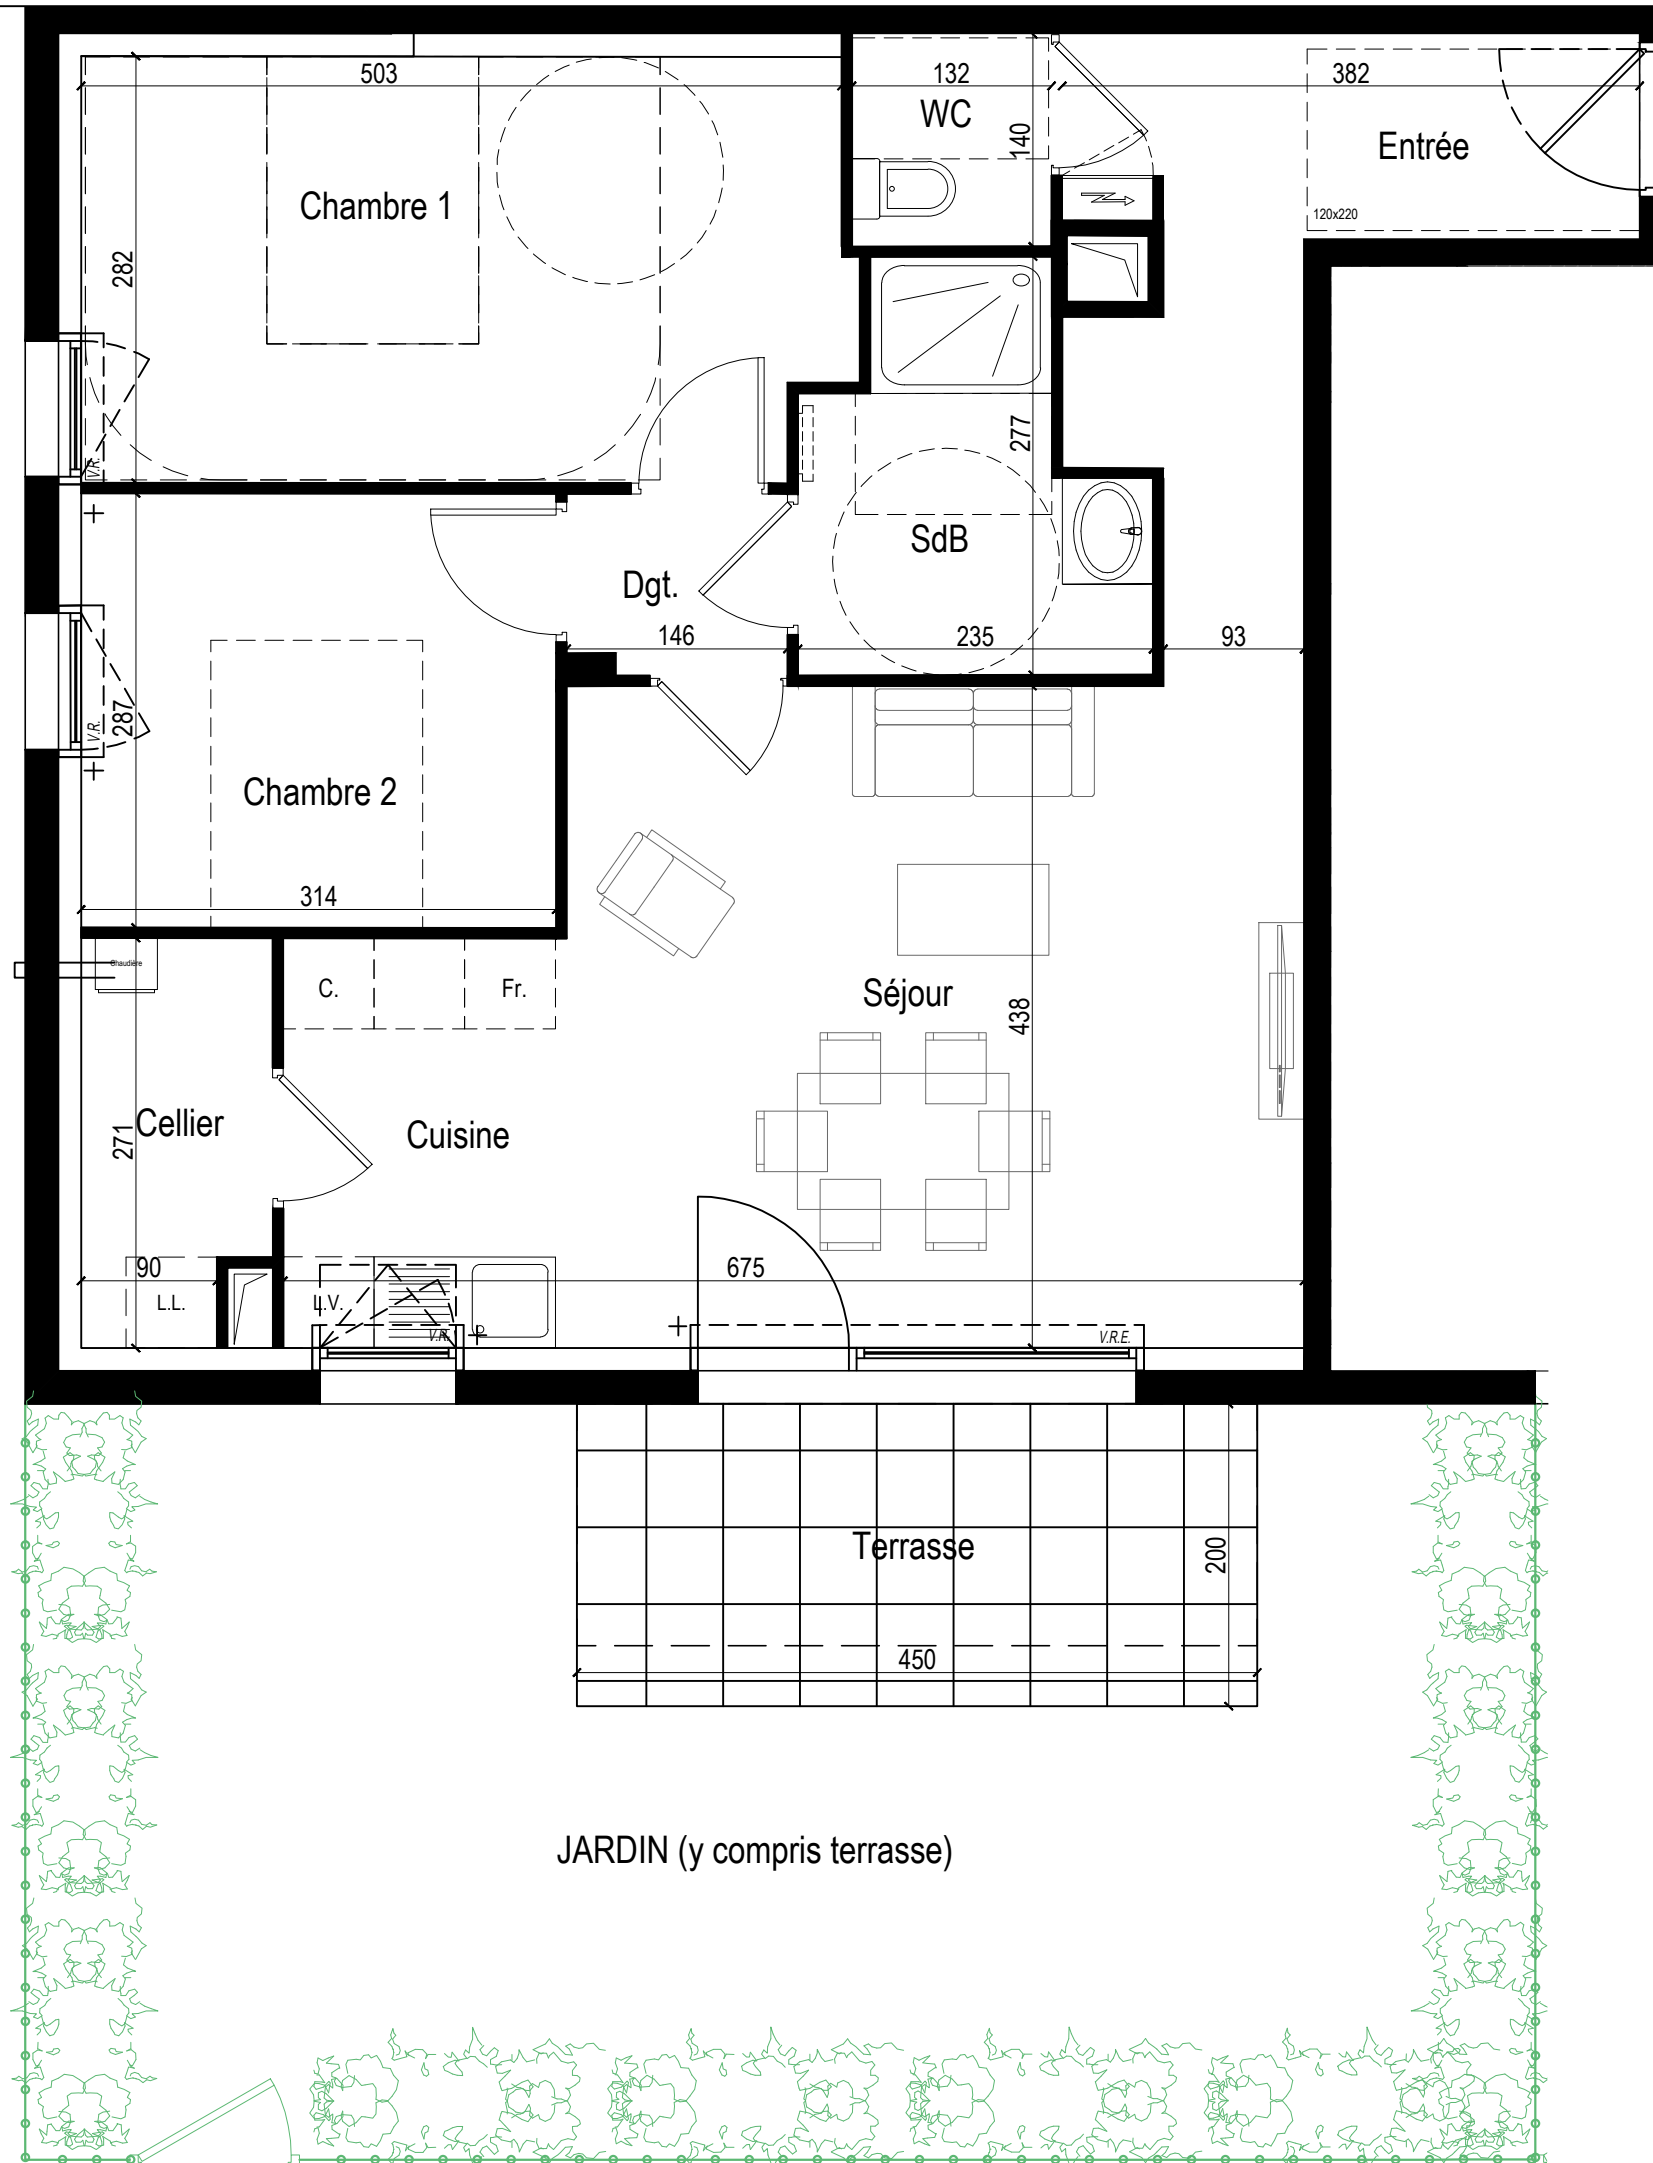 503
132
382
WC
140
Entrée
Chambre 1
120x220
282
277
V.R.
SdB
Dgt.
146
235
93
287
V.R.
Chambre 2
314
Chaudière
C.
Fr.
Séjour
438
Cellier
271
Cuisine
90
675
L.L.
L.V.
V.R.
V.R.E.
Terrasse
200
450
JARDIN (y compris terrasse)